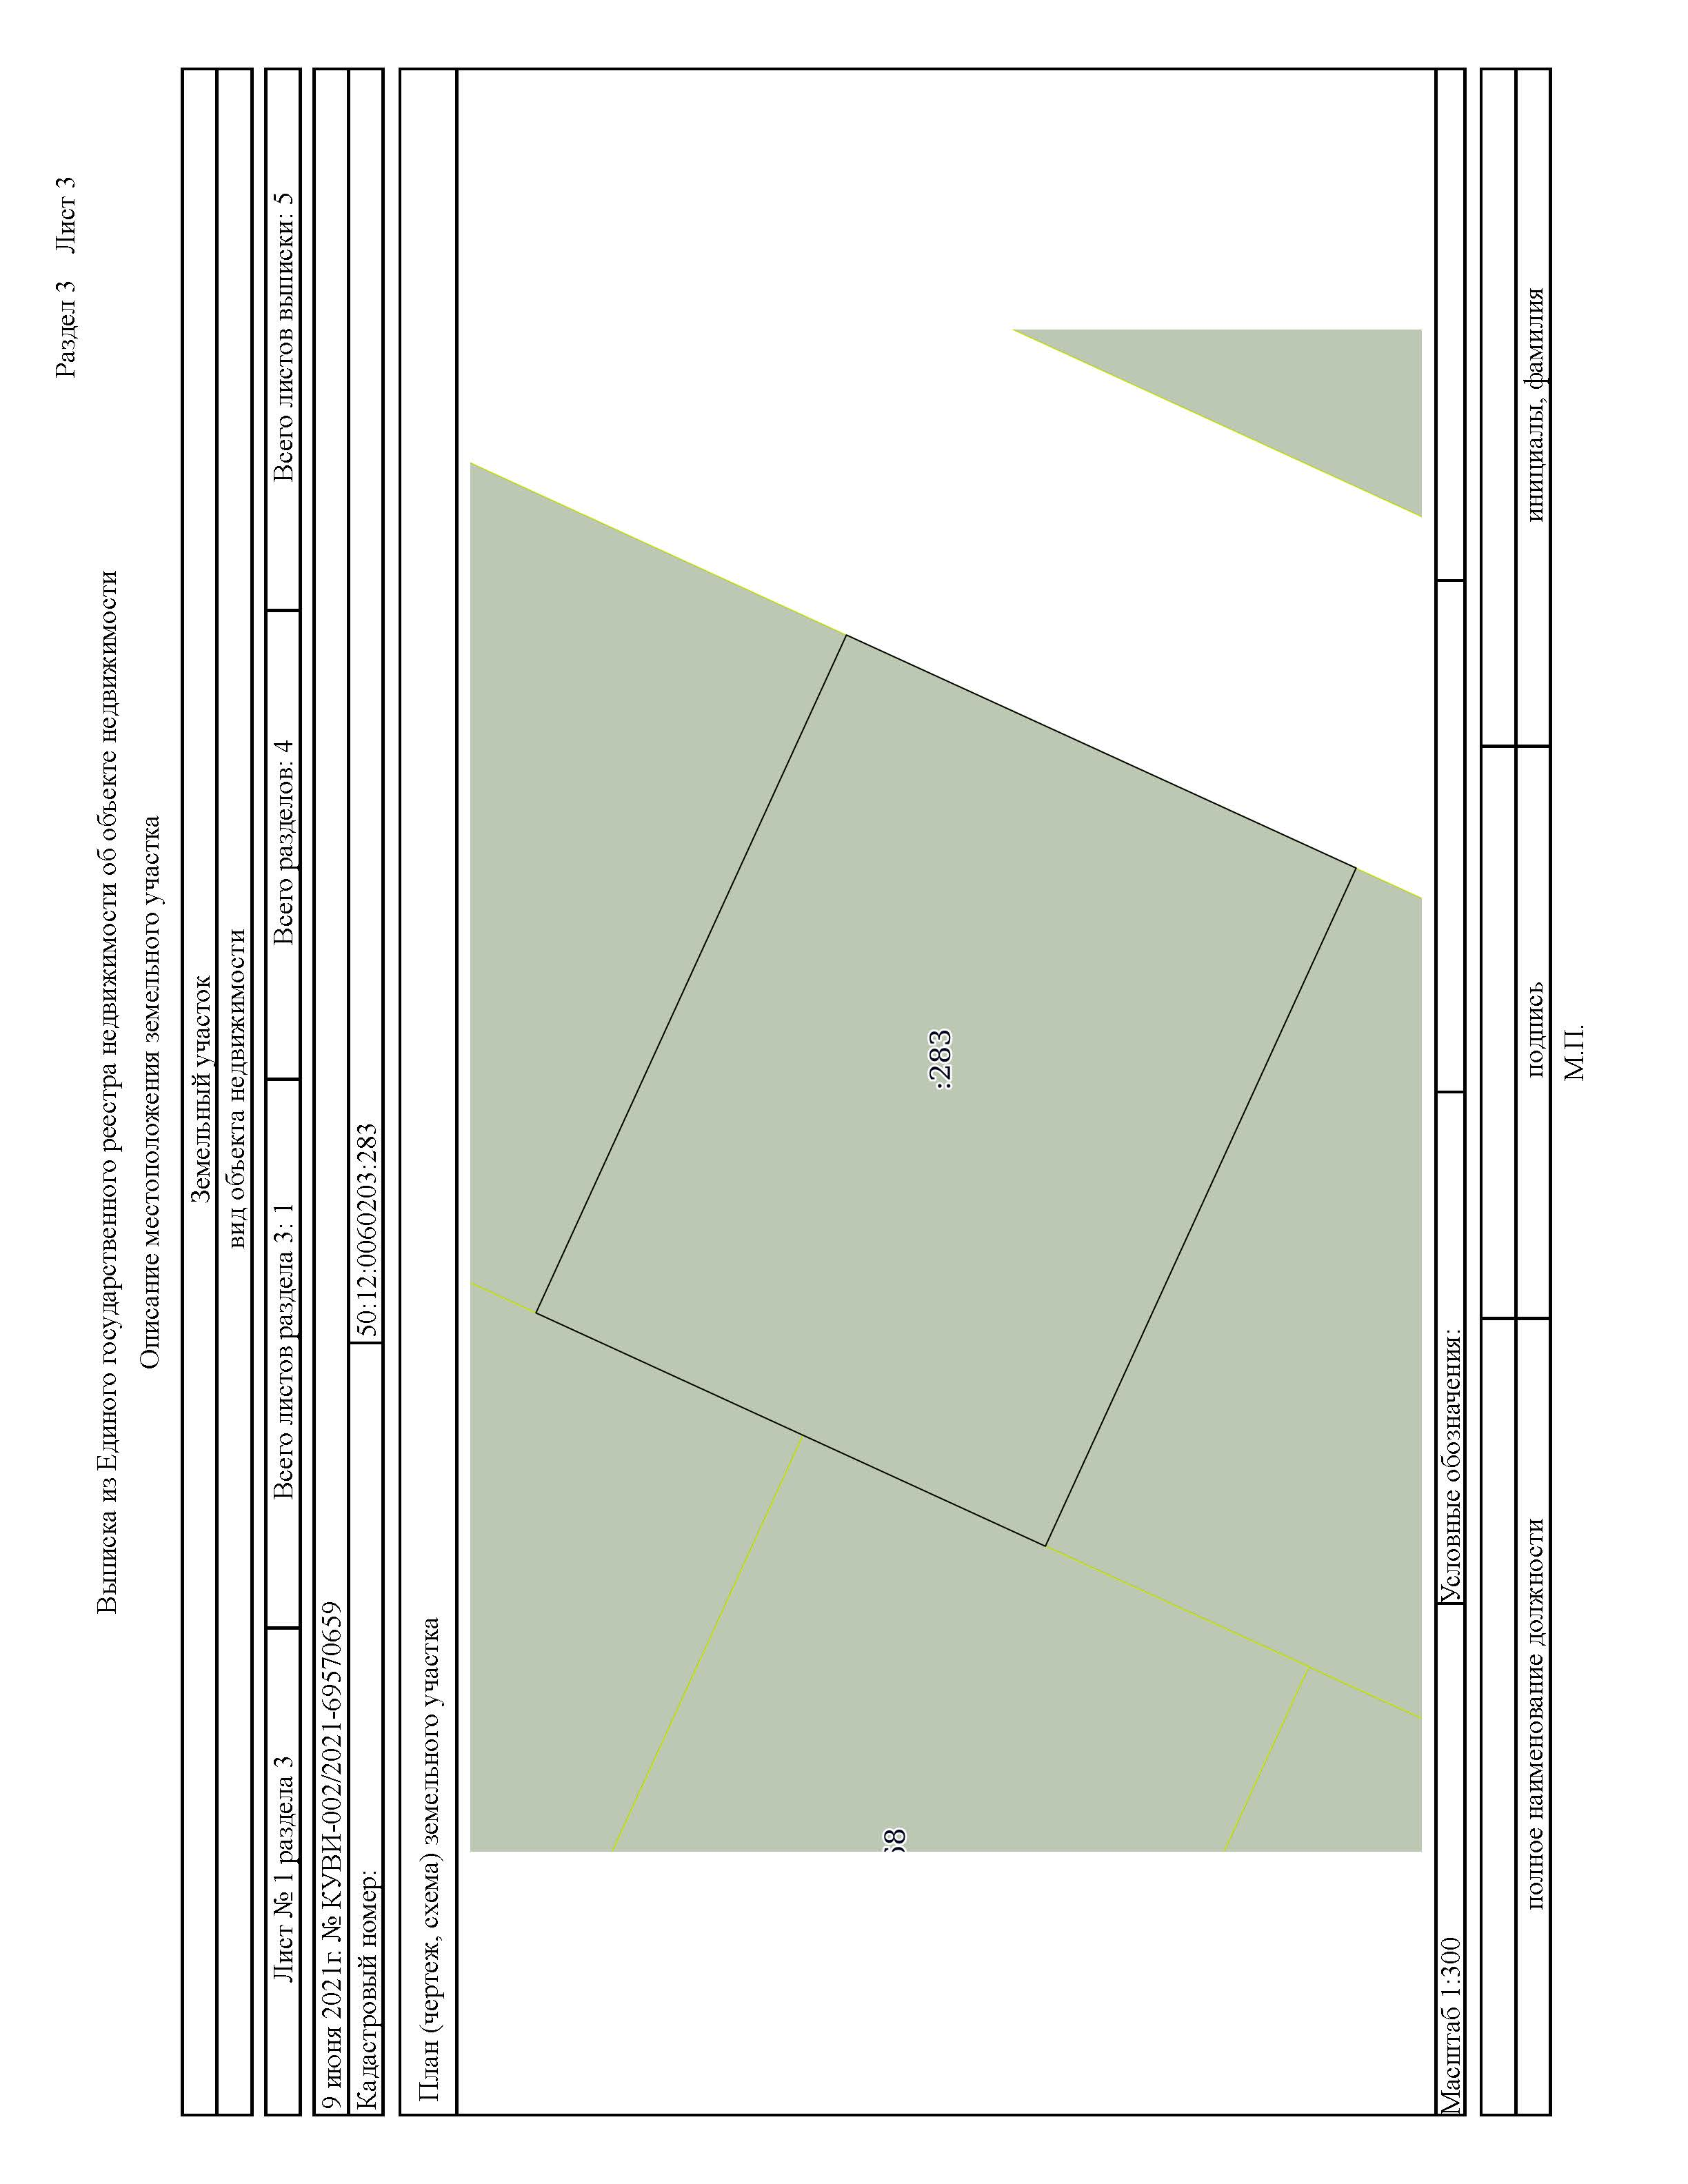 Раздел 3 Лист 3
Выписка из Единого государственного реестра недвижимости об объекте недвижимости
Описание местоположения земельного участка
Земельный участок
вид объекта недвижимости
Лист № 1 раздела 3 Всего листов раздела 3: 1 Всего разделов: 4 Всего листов выписки: 5
9 июня 2021г. № КУВИ-002/2021-69570659
Кадастровый номер: 50:12:0060203:283
План (чертеж, схема) земельного участка
:283
Масштаб 1:300 Условные обозначения:
полное наименование должности подпись инициалы, фамилия
М.П.